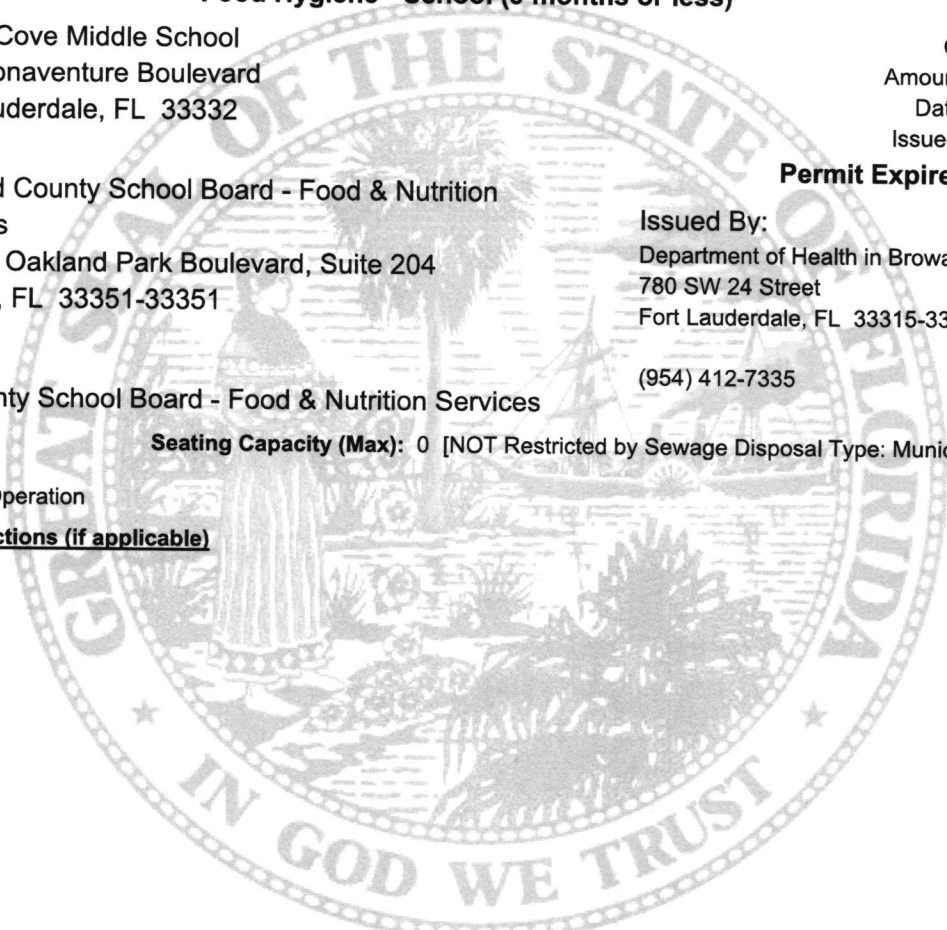 Food Hygiene - School (9 months or less)
Cove Middle School
onaventure Boulevard
uderdale, FL 33332
Amoun
Dat
Issue
Permit Expire
d County School Board - Food & Nutrition
s
Oakland Park Boulevard, Suite 204
, FL 33351-33351
Issued By:
Department of Health in Browa
780 SW 24 Street
Fort Lauderdale, FL 33315-33
(954) 412-7335
nty School Board - Food & Nutrition Services
Seating Capacity (Max): 0 [NOT Restricted by Sewage Disposal Type: Munic
Operation
ctions (if applicable)
GREAT SEAL OF THE STATE OF FLORIDA
IN GOD WE TRUST